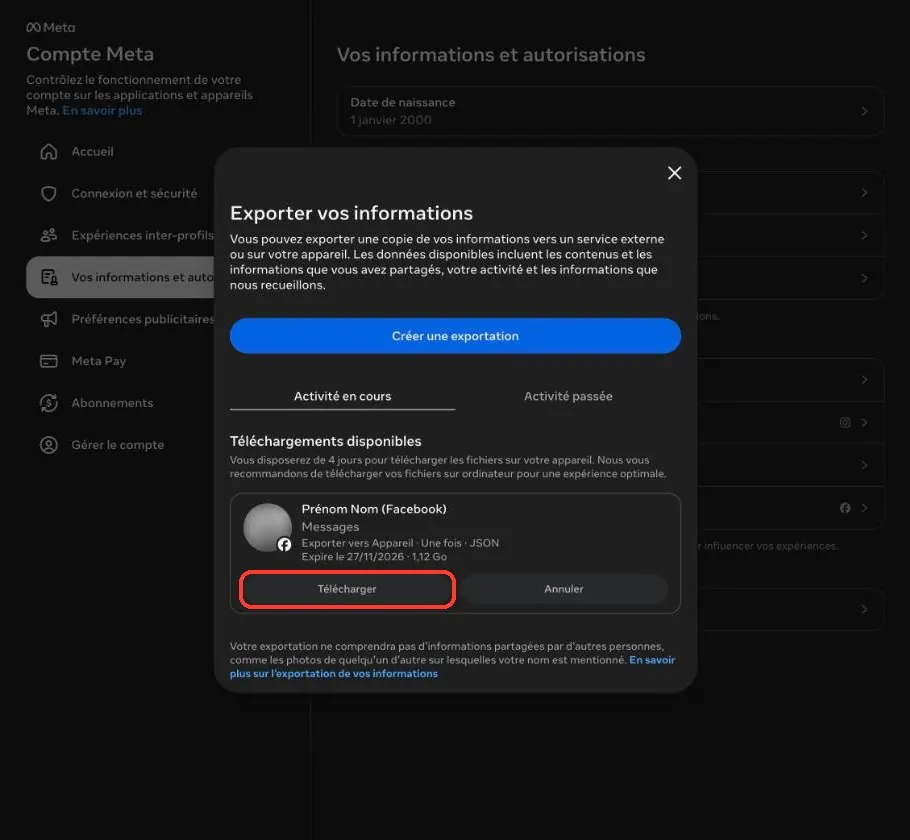 Meta
Compte Meta
Contrôlez le fonctionnement de votre
compte sur les applications et appareils
Meta. En savoir plus
Accueil
Connexion et sécurité
Expériences inter-profils
Vos informations et auto
Préférences publicitaires
Meta Pay
Abonnements
Gérer le compte
Vos informations et autorisations
Date de naissance
1 janvier 2000
Exporter vos informations
Vous pouvez exporter une copie de vos informations vers un service externe
ou sur votre appareil. Les données disponibles incluent les contenus et les
informations que vous avez partagés, votre activité et les informations que
nous recueillons.
Créer une exportation
Activité en cours
Activité passée
Téléchargements disponibles
Vous disposerez de 4 jours pour télécharger les fichiers sur votre appareil. Nous vous
recommandons de télécharger vos fichiers sur ordinateur pour une expérience optimale.
Prénom Nom (Facebook)
Messages
Exporter vers Appareil · Une fois · JSON
Expire le 27/11/2026 · 1,12 Go
Télécharger
Annuler
Votre exportation ne comprendra pas d'informations partagées par d'autres personnes,
comme les photos de quelqu'un d'autre sur lesquelles votre nom est mentionné. En savoir
plus sur l'exportation de vos informations
ons.
r influencer vos expériences.